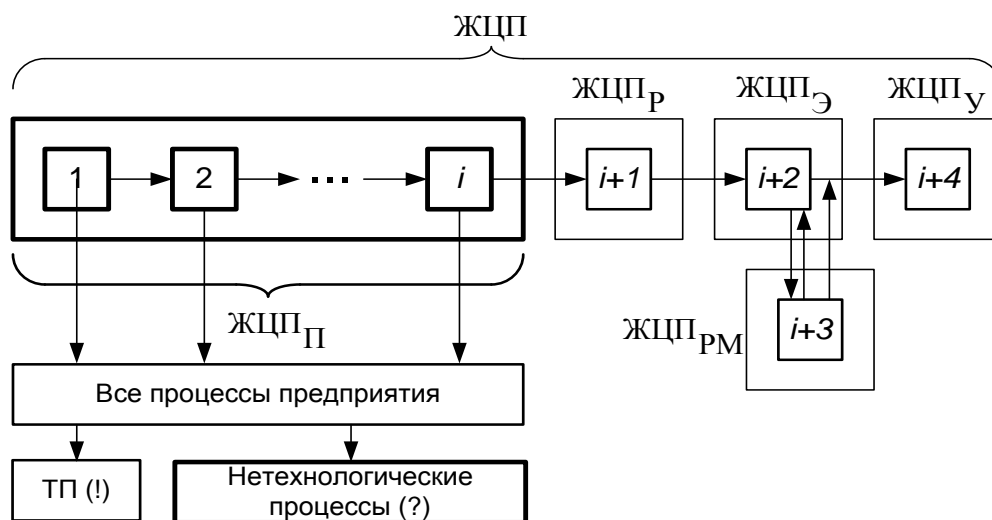 ЖЦП
ЖЦПР ЖЦПЭ ЖЦПУ
1 2 ... i i+1 i+2 i+4
ЖЦПП
ЖЦПРМ i+3
Все процессы предприятия
ТП (!)
Нетехнологические
процессы (?)